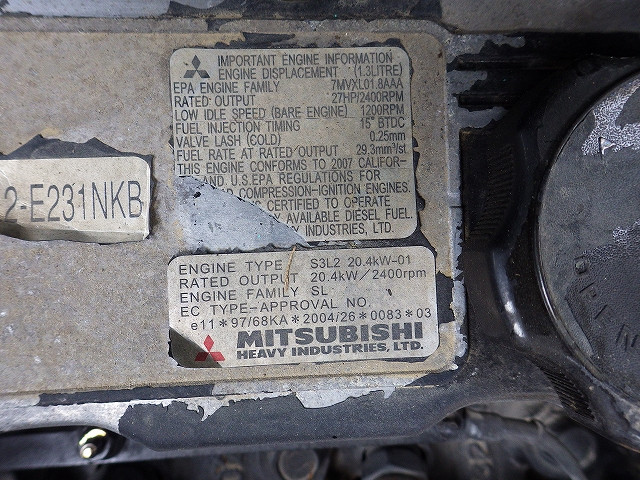 IMPORTANT ENGINE INFORMATION
ENGINE DISPLACEMENT (1.3LITRE)
EPA ENGINE FAMILY 7MVXL01.8AAA
RATED OUTPUT 27HP/2400RPM
LOW IDLE SPEED (BARE ENGINE) 1200RPM
FUEL INJECTION TIMING 15° BTDC
VALVE LASH (COLD) 0.25mm
FUEL RATE AT RATED OUTPUT 29.3mm³/st
THIS ENGINE CONFORMS TO 2007 CALIFOR-
AND U.S.EPA REGULATIONS FOR
COMPRESSION-IGNITION ENGINES.
IS CERTIFIED TO OPERATE
AVAILABLE DIESEL FUEL.
INDUSTRIES, LTD.
2-E231NKB
ENGINE TYPE S3L2 20.4kW-01
RATED OUTPUT 20.4kW/2400rpm
ENGINE FAMILY SL
EC TYPE-APPROVAL NO.
e11*97/68KA*2004/26*0083*03
MITSUBISHI
HEAVY INDUSTRIES, LTD.